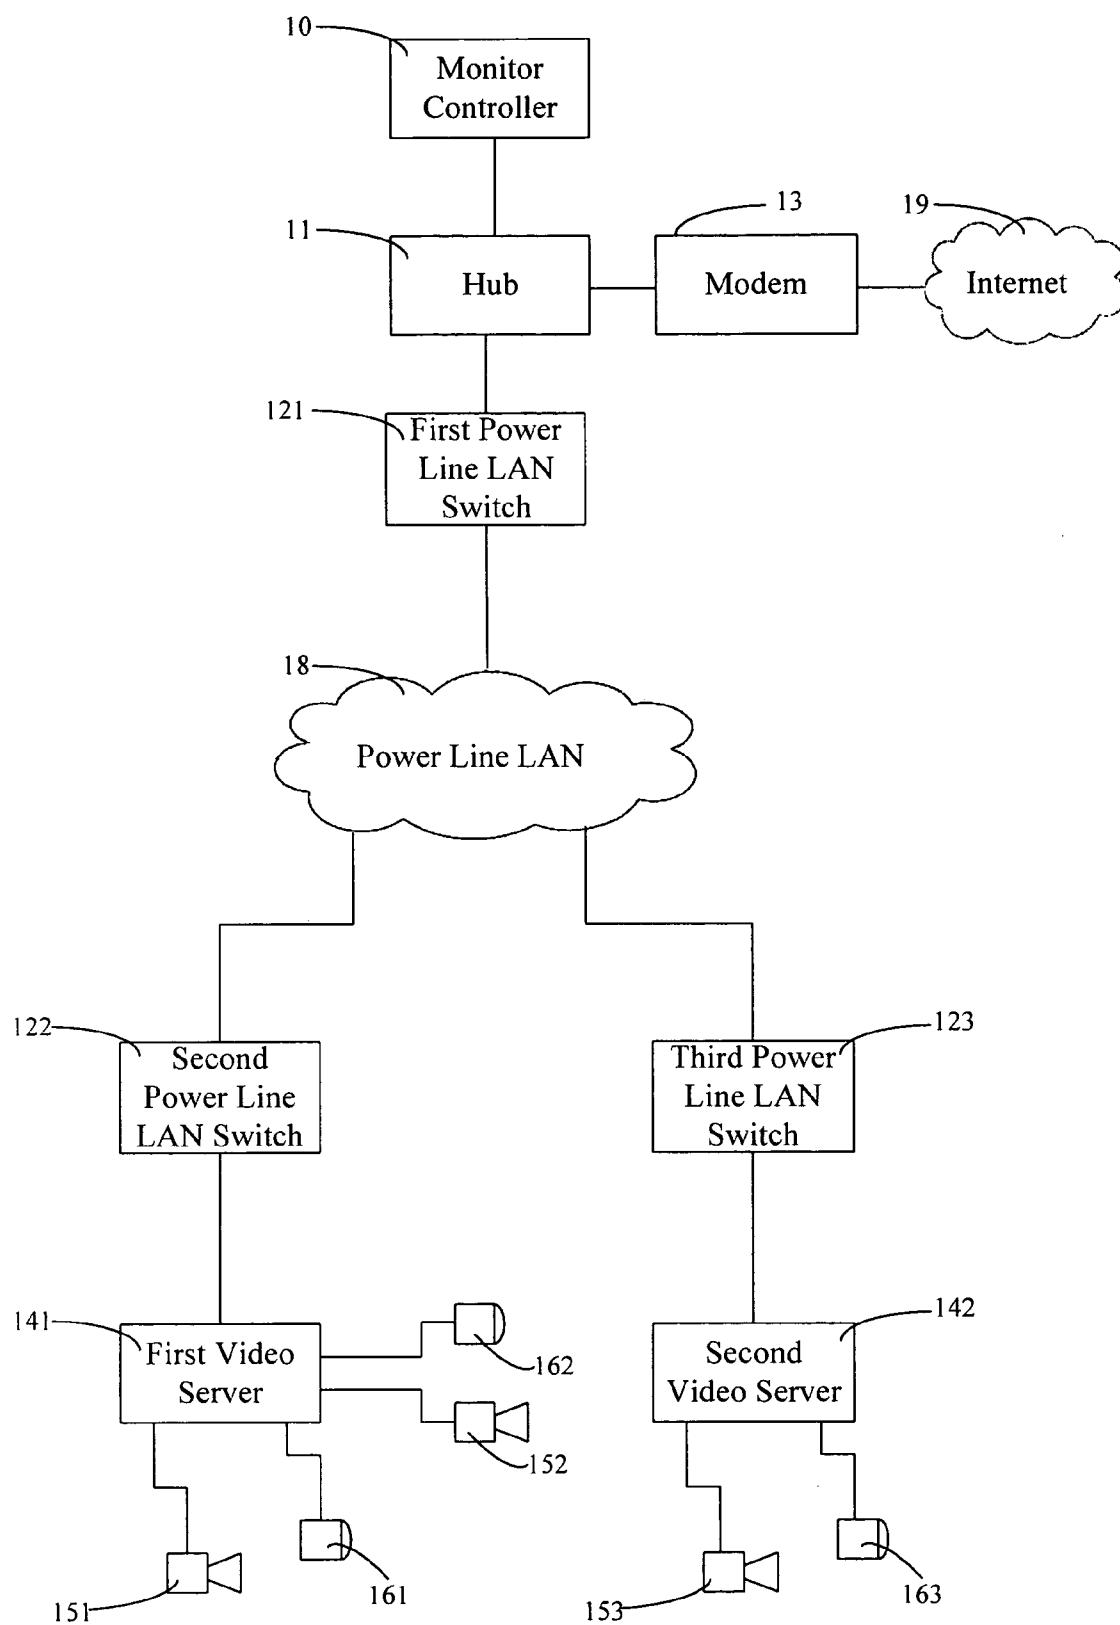 10
Monitor
Controller
11
13
19
Hub
Modem
Internet
121
First Power
Line LAN
Switch
18
Power Line LAN
122
123
Second
Power Line
LAN Switch
Third Power
Line LAN
Switch
141
142
First Video
Server
162
Second
Video Server
152
151
161
153
163